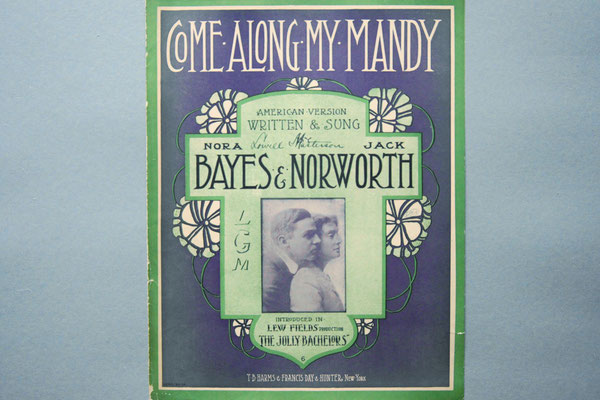 COME·ALONG·MY·MANDY
AMERICAN·VERSION
WRITTEN & SUNG
NORA JACK
BAYES & NORWORTH
L
G
M
INTRODUCED IN
LEW FIELDS' PRODUCTION
"THE JOLLY BACHELORS"
6
T·B·HARMS & FRANCIS DAY & HUNTER, NEW YORK